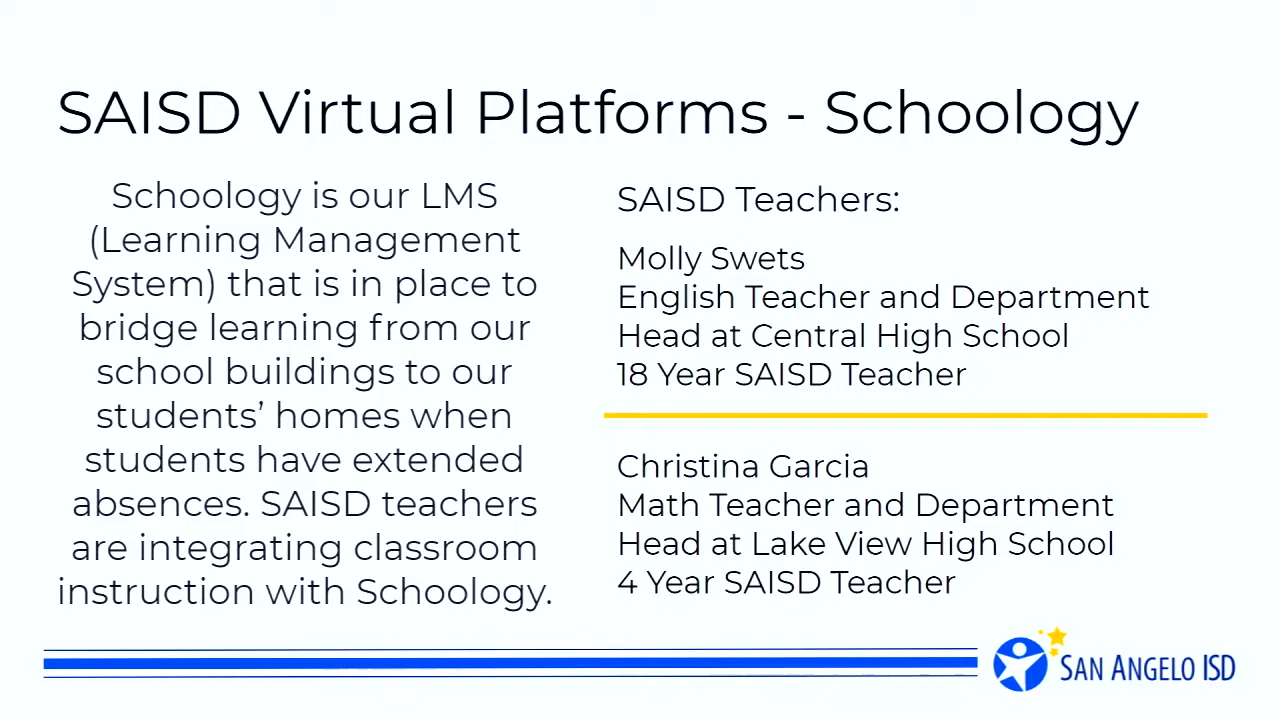 SAISD Virtual Platforms - Schoology
Schoology is our LMS
(Learning Management
System) that is in place to
bridge learning from our
school buildings to our
students’ homes when
students have extended
absences. SAISD teachers
are integrating classroom
instruction with Schoology.
SAISD Teachers:
Molly Swets
English Teacher and Department
Head at Central High School
18 Year SAISD Teacher
Christina Garcia
Math Teacher and Department
Head at Lake View High School
4 Year SAISD Teacher
SAN ANGELO ISD